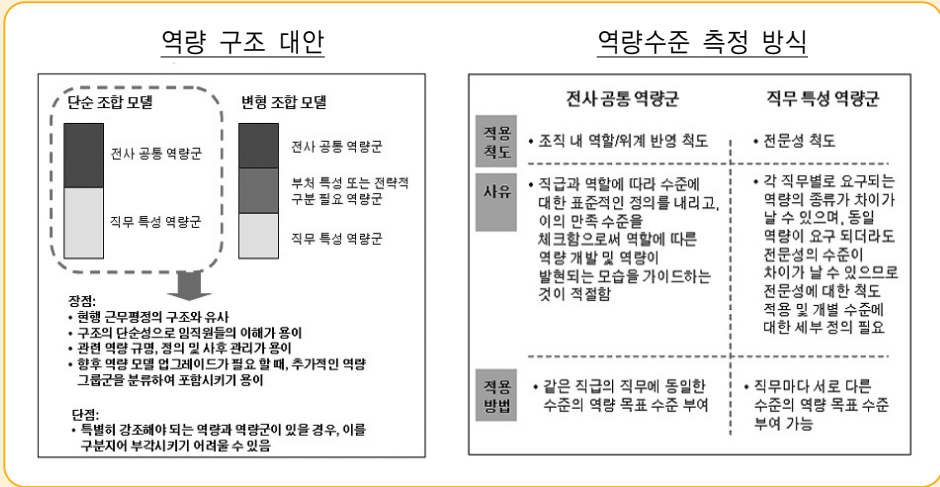 역량 구조 대안
단순 조합 모델
전사 공통 역량군
직무 특성 역량군
변형 조합 모델
전사 공통 역량군
부처 특성 또는 전략적
구분 필요 역량군
직무 특성 역량군
장점:
• 현행 근무평정의 구조와 유사
• 구조의 단순성으로 임직원들의 이해가 용이
• 관련 역량 규명, 정의 및 사후 관리가 용이
• 향후 역량 모델 업그레이드가 필요 할 때, 추가적인 역량
그룹군을 분류하여 포함시키기 용이
단점:
• 특별히 강조해야 되는 역량과 역량군이 있을 경우, 이를
구분지어 부각시키기 어려울 수 있음
역량수준 측정 방식
전사 공통 역량군
직무 특성 역량군
적용
척도
• 조직 내 역할/위계 반영 척도
• 전문성 척도
사유
• 직급과 역할에 따라 수준에
대한 표준적인 정의를 내리고,
이의 만족 수준을
체크함으로써 역할에 따른
역량 개발 및 역량이
발현되는 모습을 가이드하는
것이 적절함
• 각 직무별로 요구되는
역량의 종류가 차이가
날 수 있으며, 동일
역량이 요구 되더라도
전문성의 수준이
차이가 날 수 있으므로
전문성에 대한 척도
적용 및 개별 수준에
대한 세부 정의 필요
적용
방법
• 같은 직급의 직무에 동일한
수준의 역량 목표 수준 부여
• 직무마다 서로 다른
수준의 역량 목표 수준
부여 가능